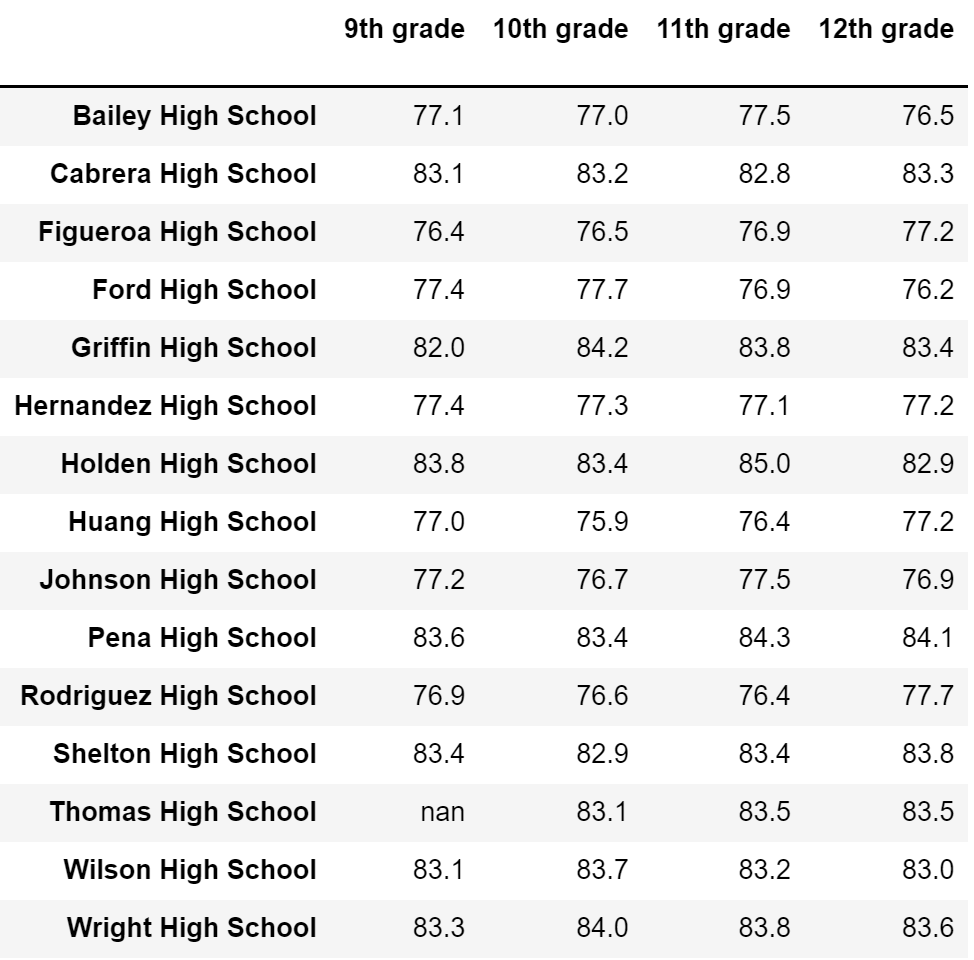 9th grade 10th grade 11th grade 12th grade
Bailey High School 77.1 77.0 77.5 76.5
Cabrera High School 83.1 83.2 82.8 83.3
Figueroa High School 76.4 76.5 76.9 77.2
Ford High School 77.4 77.7 76.9 76.2
Griffin High School 82.0 84.2 83.8 83.4
Hernandez High School 77.4 77.3 77.1 77.2
Holden High School 83.8 83.4 85.0 82.9
Huang High School 77.0 75.9 76.4 77.2
Johnson High School 77.2 76.7 77.5 76.9
Pena High School 83.6 83.4 84.3 84.1
Rodriguez High School 76.9 76.6 76.4 77.7
Shelton High School 83.4 82.9 83.4 83.8
Thomas High School nan 83.1 83.5 83.5
Wilson High School 83.1 83.7 83.2 83.0
Wright High School 83.3 84.0 83.8 83.6